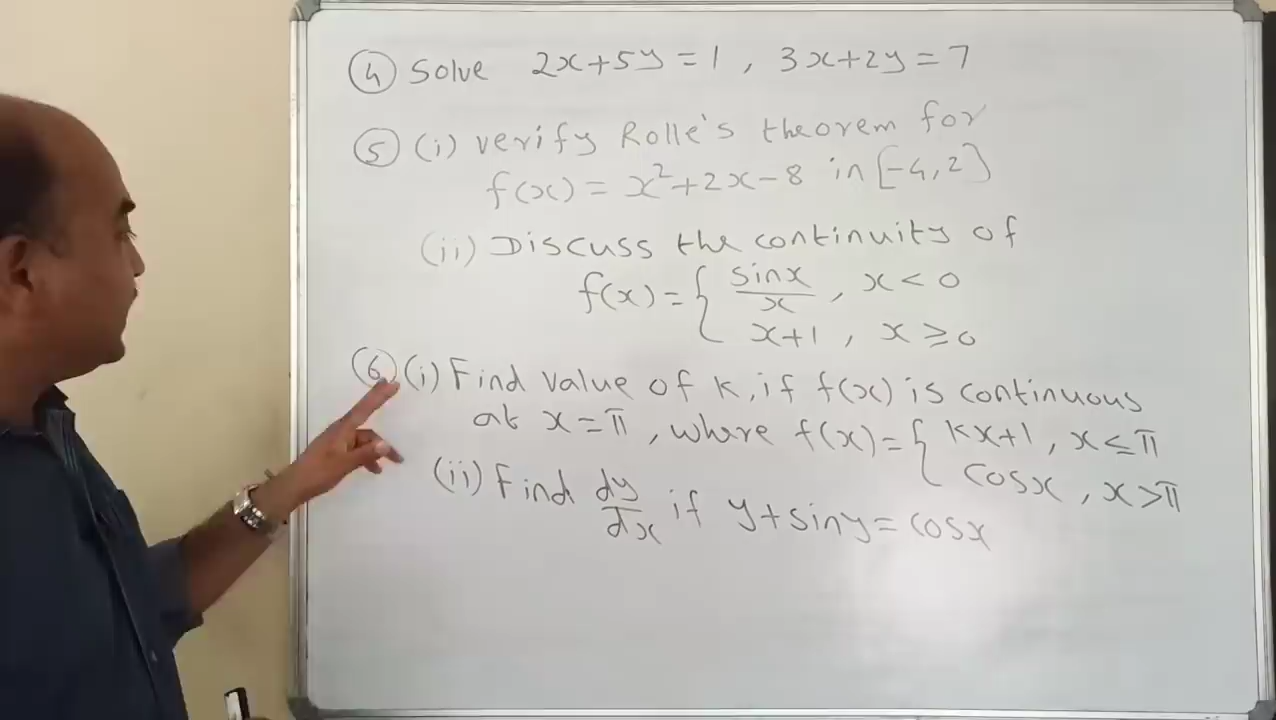 ④ Solve 2x+5y=1, 3x+2y=7
⑤ (i) verify Rolle's theorem for
f(x)= x²+2x-8 in [-4,2]
(ii) Discuss the continuity of
f(x)={ sinx/x, x<0
x+1, x≥0
⑥ (i) Find value of k, if f(x) is continuous
at x=π, where f(x)={ kx+1, x≤π
cosx, x>π
(ii) Find dy/dx if y+siny=cosx